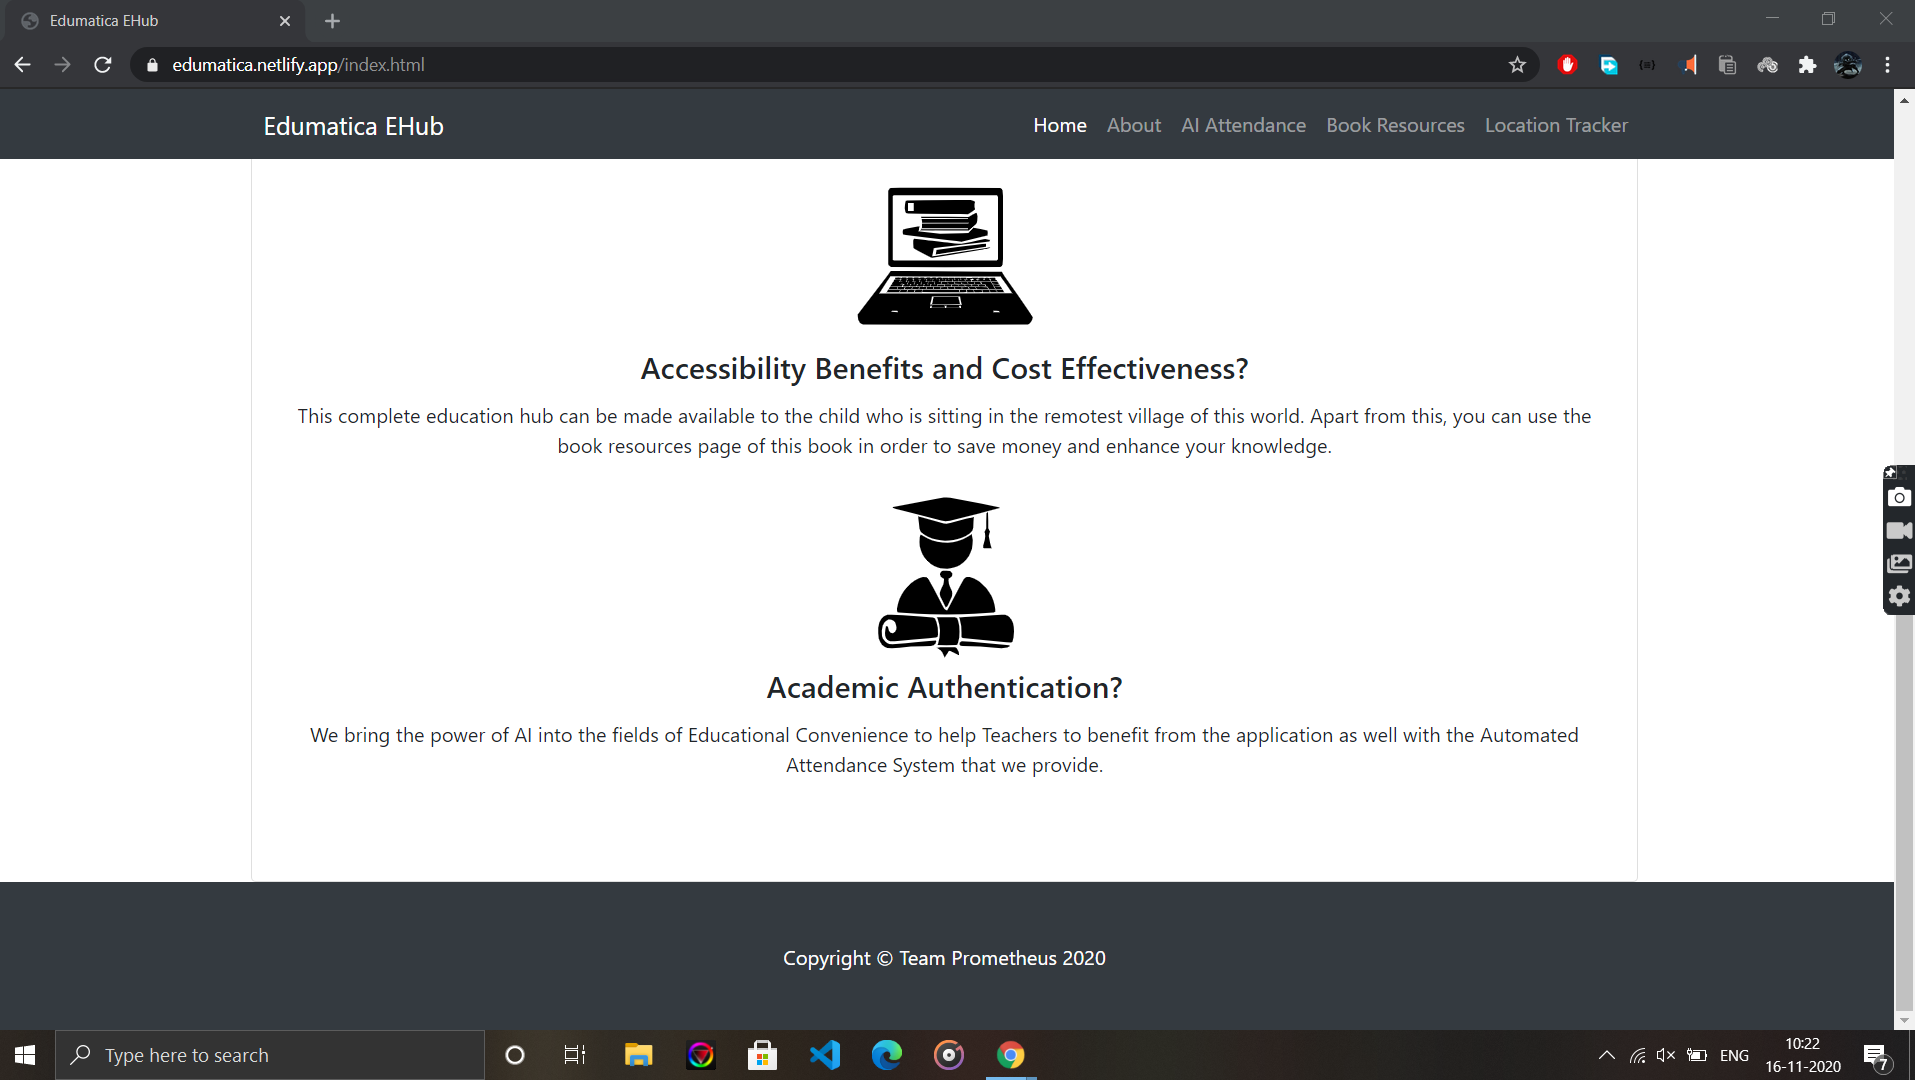 Edumatica EHub
edumatica.netlify.app/index.html
Edumatica EHub
Home About AI Attendance Book Resources Location Tracker
Accessibility Benefits and Cost Effectiveness?
This complete education hub can be made available to the child who is sitting in the remotest village of this world. Apart from this, you can use the
book resources page of this book in order to save money and enhance your knowledge.
Academic Authentication?
We bring the power of AI into the fields of Educational Convenience to help Teachers to benefit from the application as well with the Automated
Attendance System that we provide.
Copyright © Team Prometheus 2020
Type here to search
ENG
10:22
16-11-2020
7